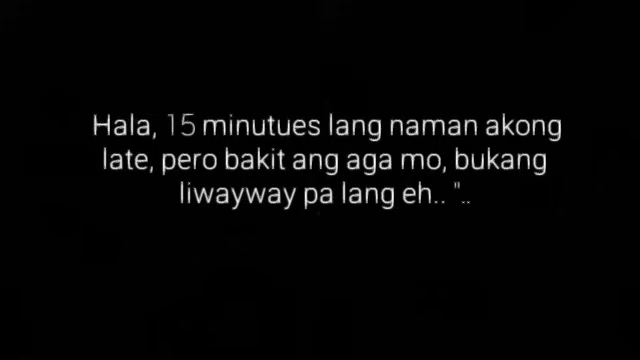 Hala, 15 minutues lang naman akong
late, pero bakit ang aga mo, bukang
liwayway pa lang eh.. "..